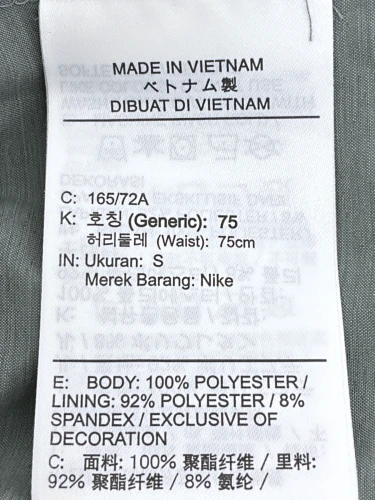 MADE IN VIETNAM
ベトナム製
DIBUAT DI VIETNAM
C: 165/72A
K: 호칭 (Generic): 75
허리둘레 (Waist): 75cm
IN: Ukuran: S
Merek Barang: Nike
E: BODY: 100% POLYESTER /
LINING: 92% POLYESTER / 8%
SPANDEX / EXCLUSIVE OF
DECORATION
C: 面料: 100% 聚酯纤维 / 里料:
92% 聚酯纤维 / 8% 氨纶 /